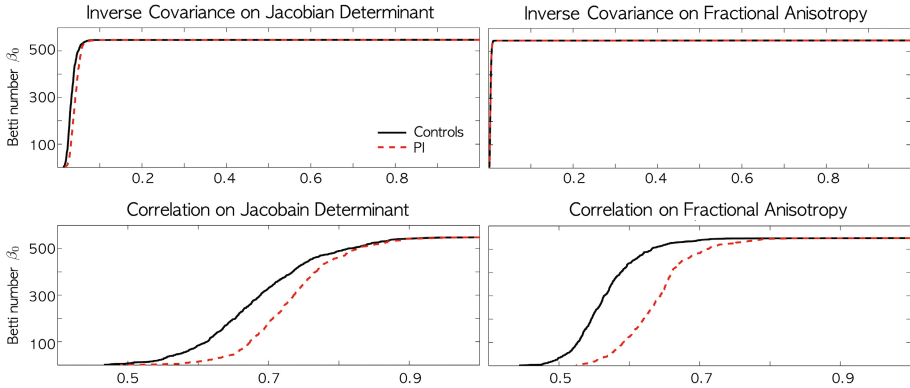 Inverse Covariance on Jacobian Determinant
Inverse Covariance on Fractional Anisotropy
Betti number β₀
500
300
100
Controls
PI
0.2 0.4 0.6 0.8
0.2 0.4 0.6 0.8
Correlation on Jacobain Determinant
Correlation on Fractional Anisotropy
Betti number β₀
500
300
100
0.5 0.7 0.9
0.5 0.7 0.9